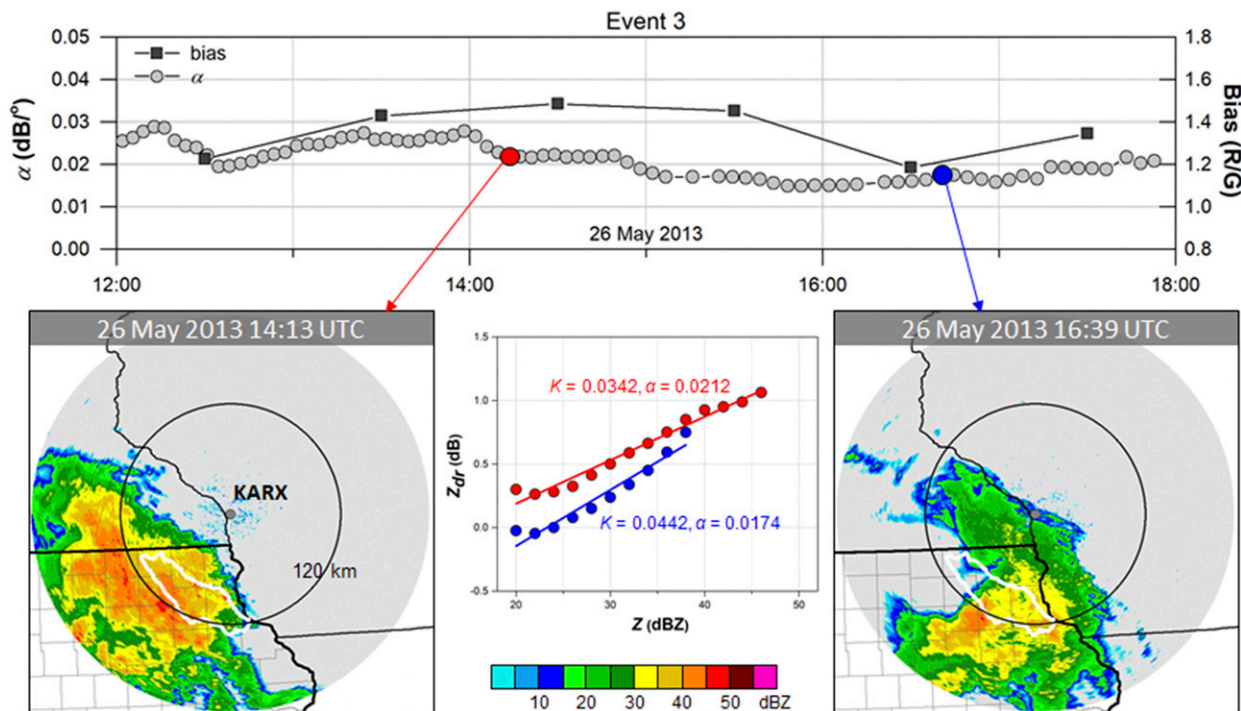 Event 3
bias
α
0.05
0.04
0.03
0.02
0.01
0.00
α (dB/°)
1.8
1.6
1.4
1.2
1.0
0.8
Bias (R/G)
26 May 2013
12:00 14:00 16:00 18:00
26 May 2013 14:13 UTC
KARX
120 km
1.5
1.0
0.5
0.0
-0.5
Zdr (dB)
K = 0.0342, α = 0.0212
K = 0.0442, α = 0.0174
20 30 40 50
Z (dBZ)
10 20 30 40 50 dBZ
26 May 2013 16:39 UTC